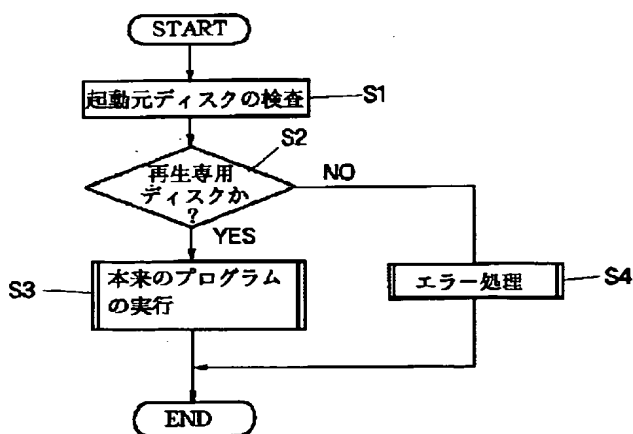 START
起動元ディスクの検査
S1
S2
再生専用
ディスクか
?
NO
YES
S3
本来のプログラム
の実行
エラー処理
S4
END